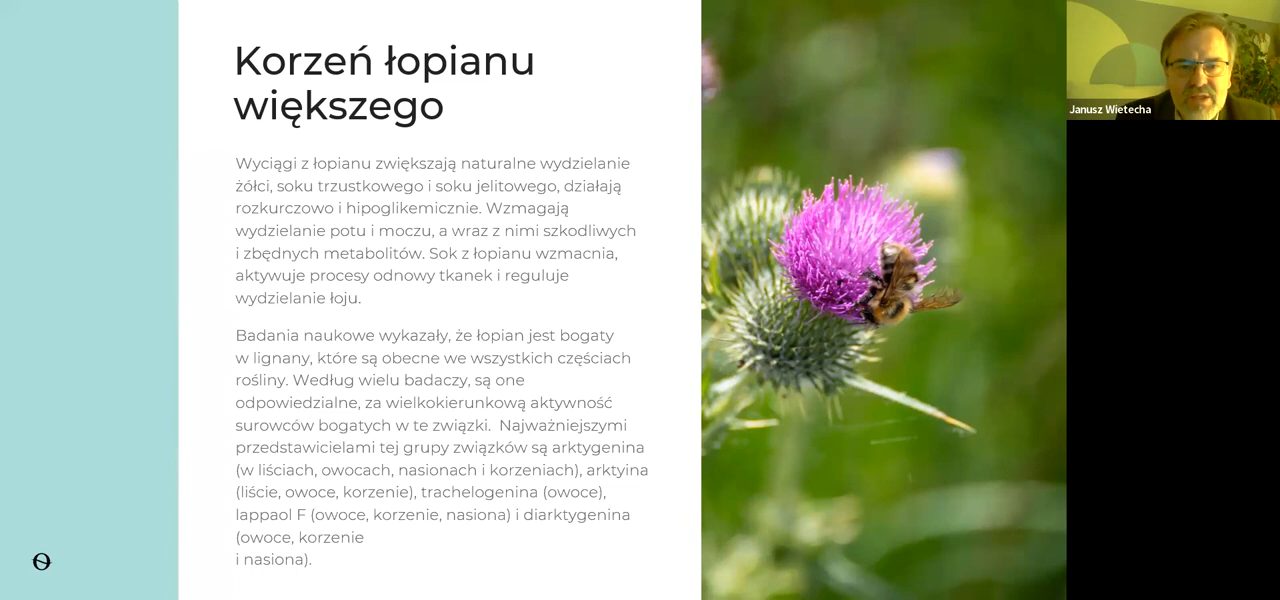 Korzeń łopianu
większego
Wyciągi z łopianu zwiększają naturalne wydzielanie
żółci, soku trzustkowego i soku jelitowego, działają
rozkurczowo i hipoglikemicznie. Wzmagają
wydzielanie potu i moczu, a wraz z nimi szkodliwych
i zbędnych metabolitów. Sok z łopianu wzmacnia,
aktywuje procesy odnowy tkanek i reguluje
wydzielanie łoju.
Badania naukowe wykazały, że łopian jest bogaty
w lignany, które są obecne we wszystkich częściach
rośliny. Według wielu badaczy, są one
odpowiedzialne, za wielkokierunkową aktywność
surowców bogatych w te związki.  Najważniejszymi
przedstawicielami tej grupy związków są arktygenina
(w liściach, owocach, nasionach i korzeniach), arktyina
(liście, owoce, korzenie), trachelogenina (owoce),
lappaol F (owoce, korzenie, nasiona) i diarktygenina
(owoce, korzenie
i nasiona).
Janusz Wietecha